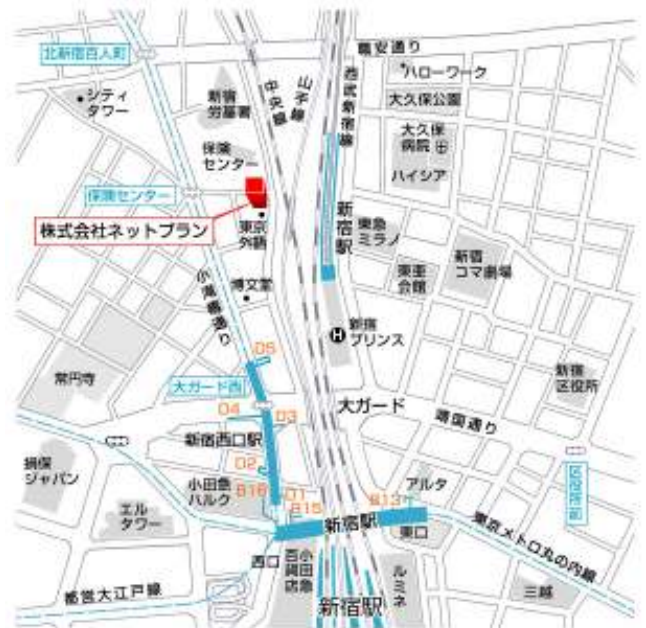 北新宿百人町
職安通り
ハローワーク
シティ
タワー
新宿
労基署
中央線
山手線
西武新宿線
大久保公園
大久保
病院
保険
センター
ハイシア
保険センター
株式会社ネットプラン
東京
外語
新宿駅
東急
ミラノ
新宿
コマ劇場
東亜
会館
小滝橋通り
博文堂
新宿
プリンス
H
D5
常円寺
大ガード西
大ガード
新宿
区役所
D4
D3
靖国通り
新宿西口駅
損保
ジャパン
D2
小田急
ハルク
B16
D1
B15
B13
アルタ
区役所前
エル
タワー
新宿駅
東口
東京メトロ丸の内線
西口
小田急
百貨店
ルミネ
都営大江戸線
新宿駅
三越